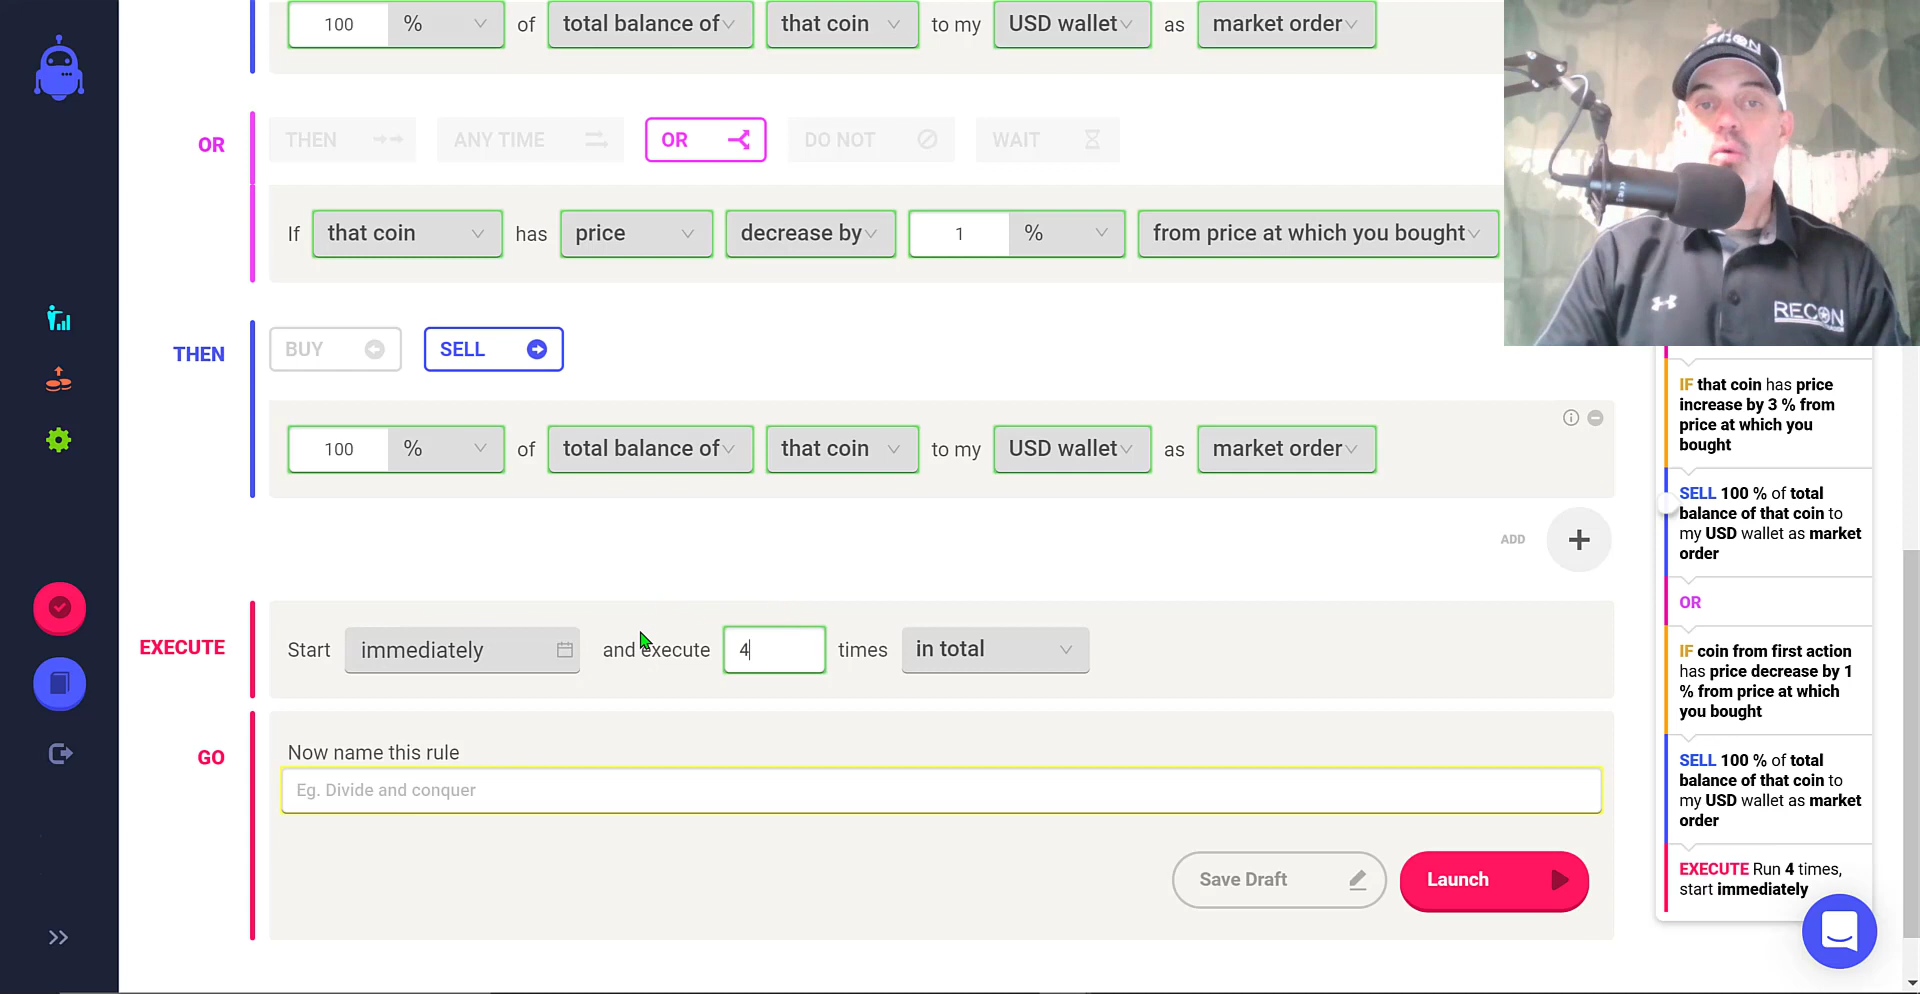 100 % of total balance of that coin to my USD wallet as market order
OR THEN ANY TIME OR DO NOT WAIT
If that coin has price decrease by 1 % from price at which you bought
THEN BUY SELL
100 % of total balance of that coin to my USD wallet as market order
ADD
EXECUTE Start immediately and execute 4 times in total
GO
Now name this rule
Eg. Divide and conquer
Save Draft Launch
RECON
RECON
IF that coin has price
increase by 3 % from
price at which you
bought
SELL 100 % of total
balance of that coin to
my USD wallet as market
order
OR
IF coin from first action
has price decrease by 1
% from price at which
you bought
SELL 100 % of total
balance of that coin to
my USD wallet as market
order
EXECUTE Run 4 times,
start immediately